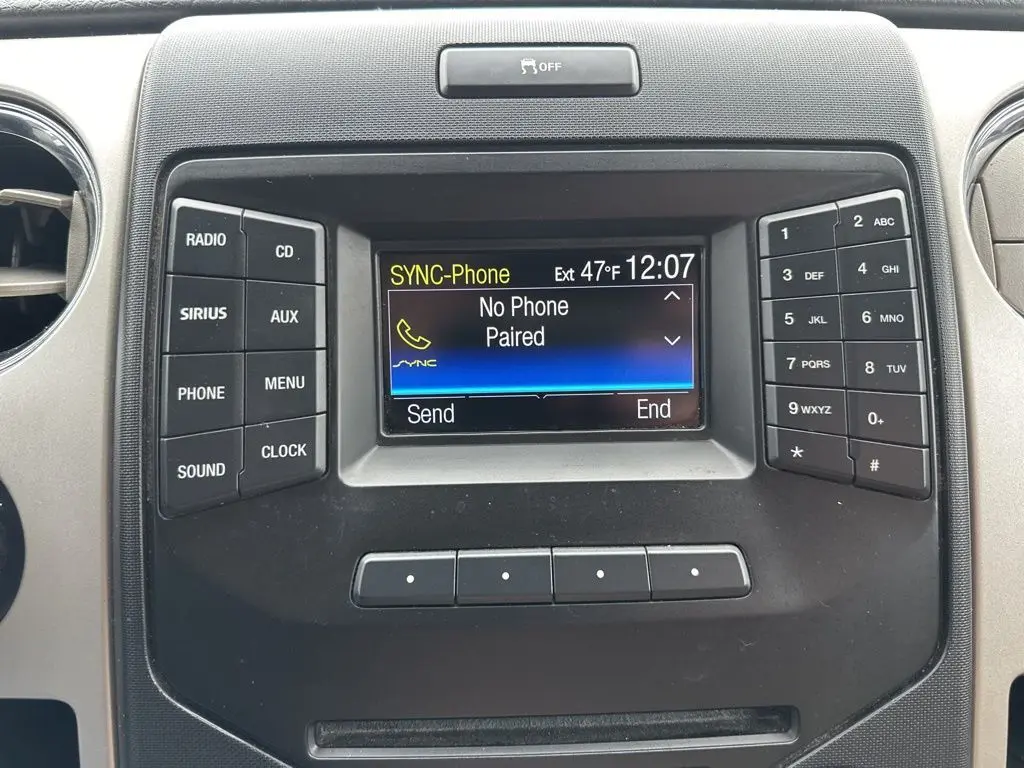 OFF
RADIO
CD
SIRIUS
AUX
PHONE
MENU
SOUND
CLOCK
SYNC-Phone Ext 47°F 12:07
No Phone
Paired
SYNC
Send End
1
2 ABC
3 DEF
4 GHI
5 JKL
6 MNO
7 PQRS
8 TUV
9 WXYZ
0+
*
#